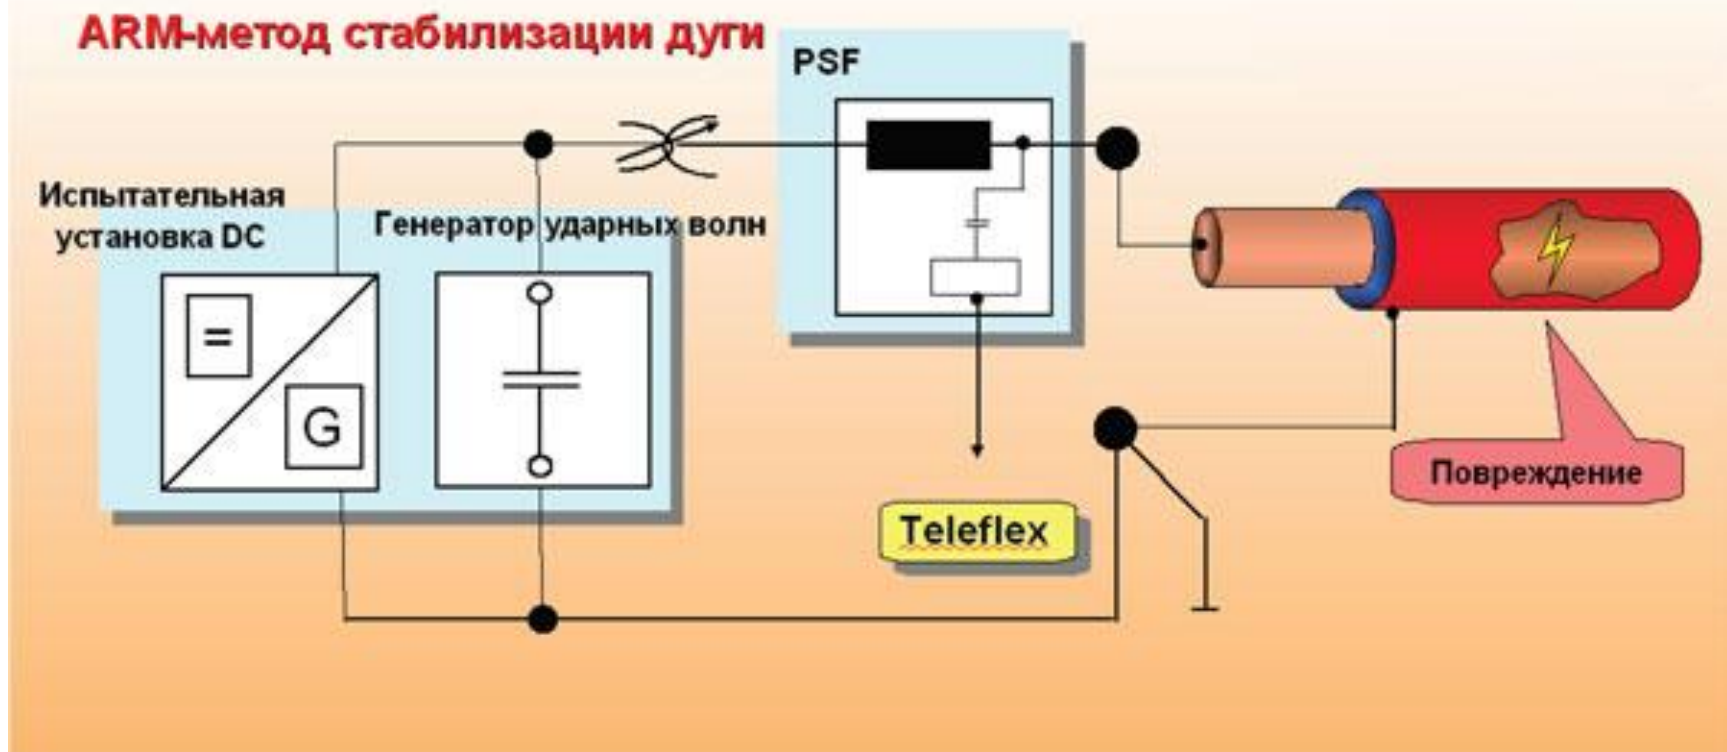 ARM-метод стабилизации дуги
PSF
Испытательная
установка DC
Генератор ударных волн
=
G
Teleflex
Повреждение